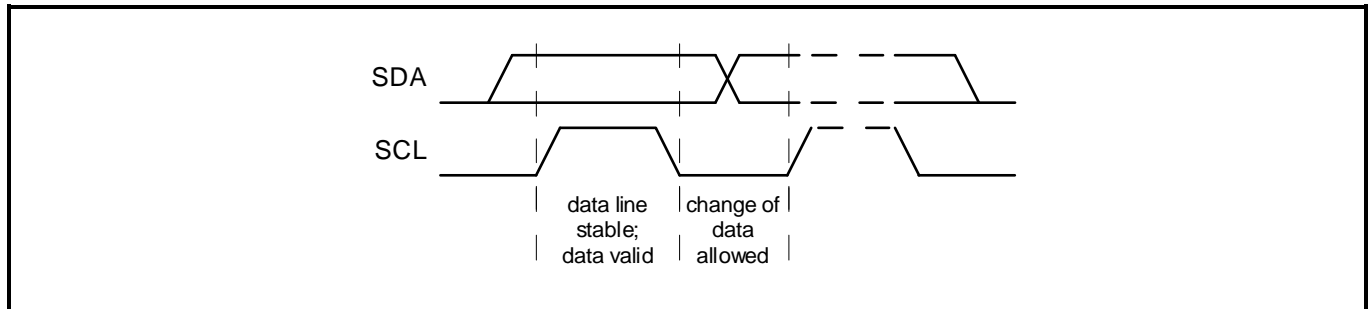 SDA
SCL
data line
stable;
data valid
change of
data
allowed